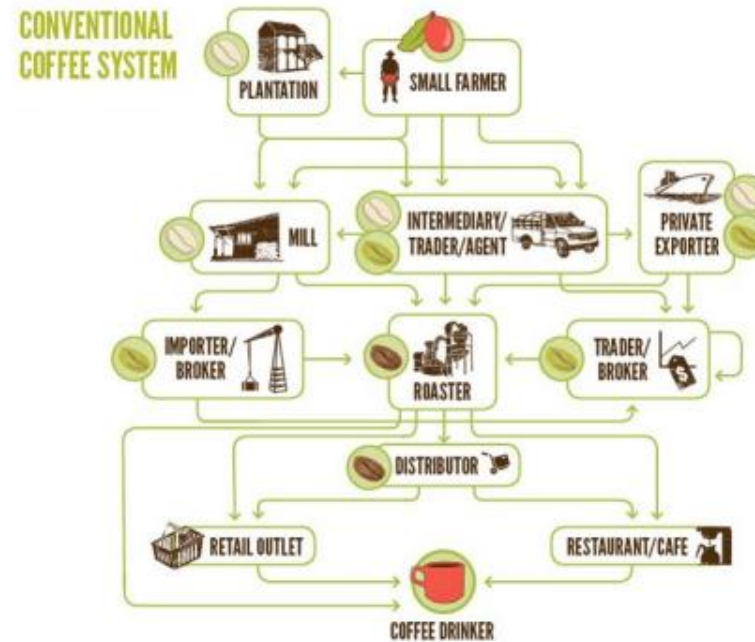 CONVENTIONAL
COFFEE SYSTEM
PLANTATION
SMALL FARMER
MILL
INTERMEDIARY/
TRADER/AGENT
PRIVATE
EXPORTER
IMPORTER/
BROKER
ROASTER
TRADER/
BROKER
$
DISTRIBUTOR
RETAIL OUTLET
RESTAURANT/CAFE
COFFEE DRINKER